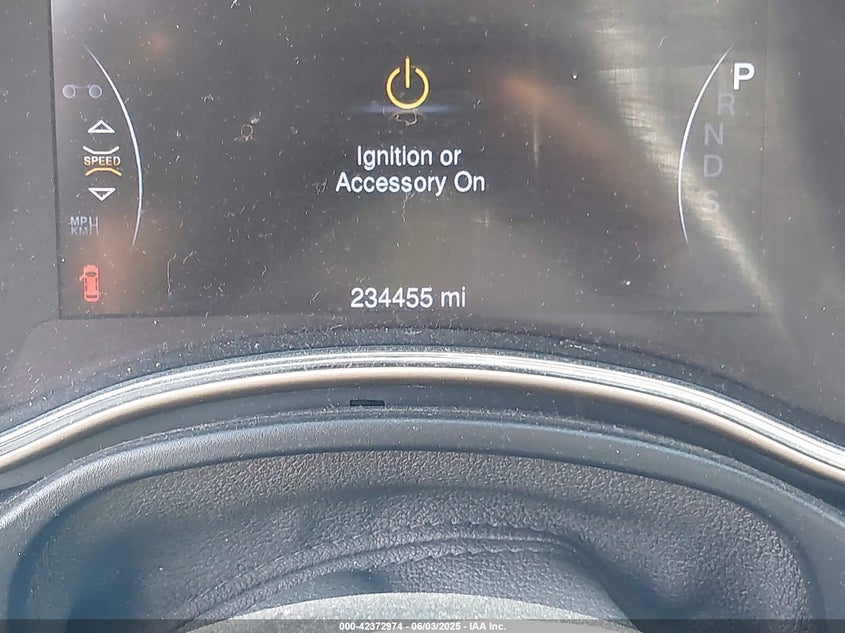 P
R
N
SPEED
Ignition or
D
Accessory On
S
MPH
KM
234455 mi
000-42372974 - 06/03/2025 - IAA Inc.